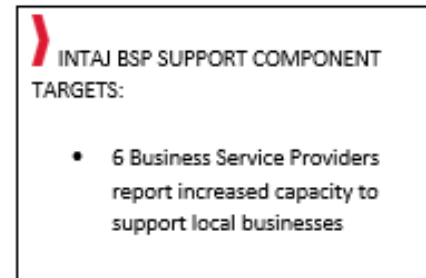 INTAJ BSP SUPPORT COMPONENT
TARGETS:
• 6 Business Service Providers
report increased capacity to
support local businesses